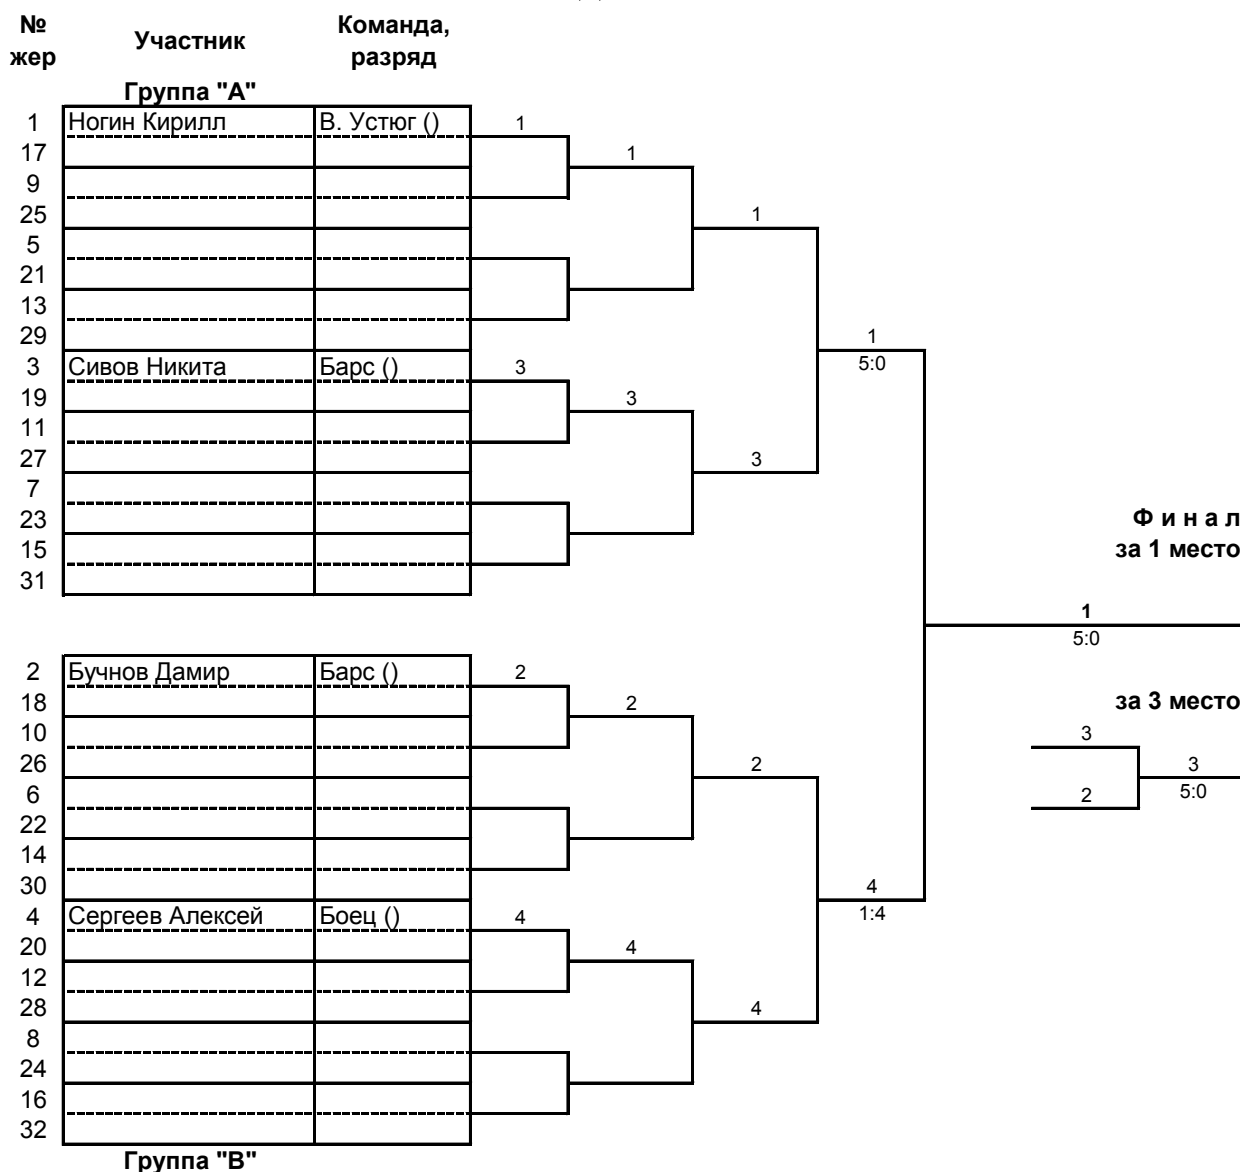 № жер
Участник
Команда, разряд
Группа "А"
1 Ногин Кирилл В. Устюг () 1
17 1
9
25 1
5
21
13
29 1
3 Сивов Никита Барс () 3 5:0
19 3
11
27 3
7
23 Ф и н а л
15 за 1 место
31
1
5:0
2 Бучнов Дамир Барс () 2
18 2 за 3 место
10 3
26 2 3
6 2 5:0
22
14
30 4
4 Сергеев Алексей Боец () 4 1:4
20 4
12
28 4
8
24
16
32
Группа "В"